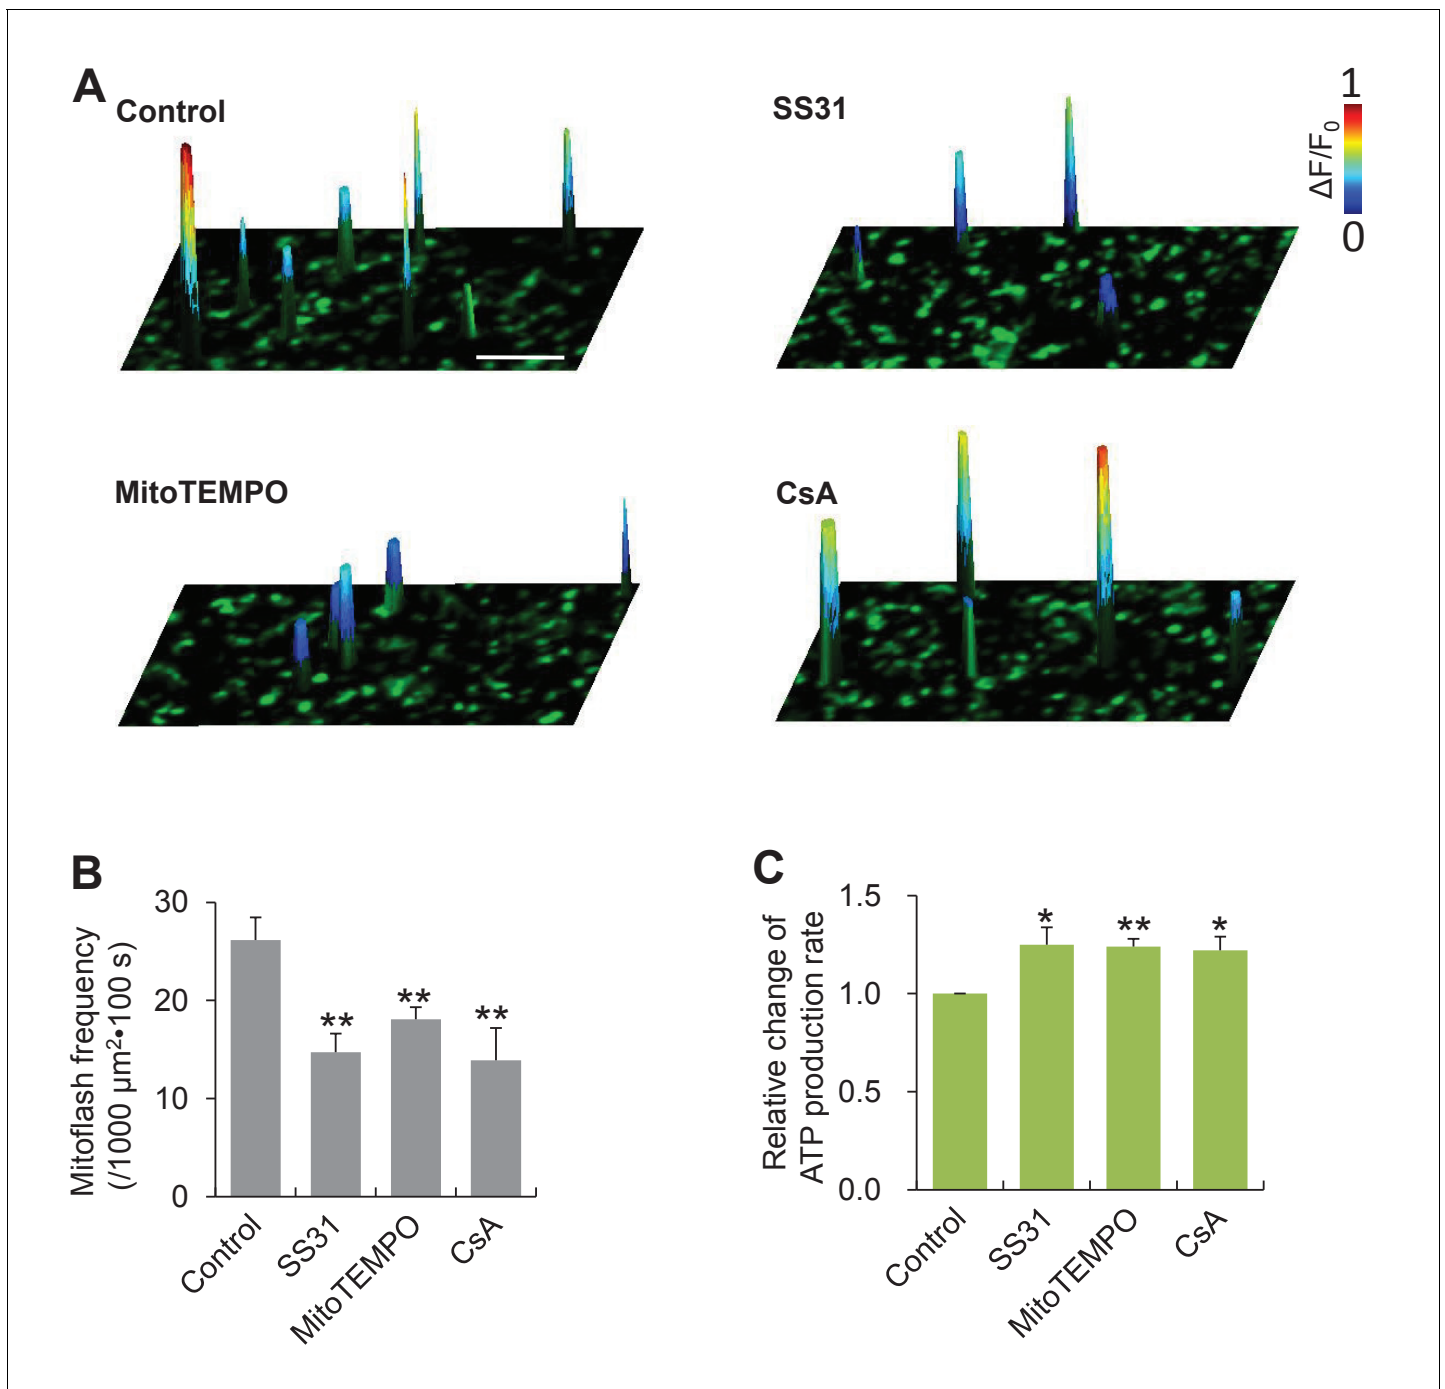 A
Control
SS31
1
ΔF/F0
0
MitoTEMPO
CsA
B
Mitoflash frequency
(/1000 μm²•100 s)
30
20
10
0
**
**
**
Control
SS31
MitoTEMPO
CsA
C
Relative change of
ATP production rate
1.5
1.0
0.5
0.0
*
**
*
Control
SS31
MitoTEMPO
CsA